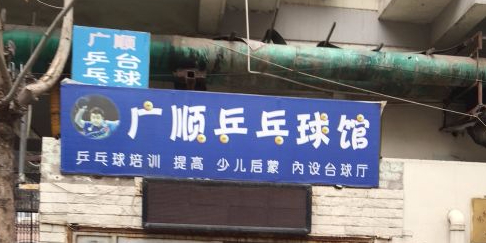 广顺
乒台
乓球
广顺乒乓球馆
乒乓球培训 提高 少儿启蒙 内设台球厅